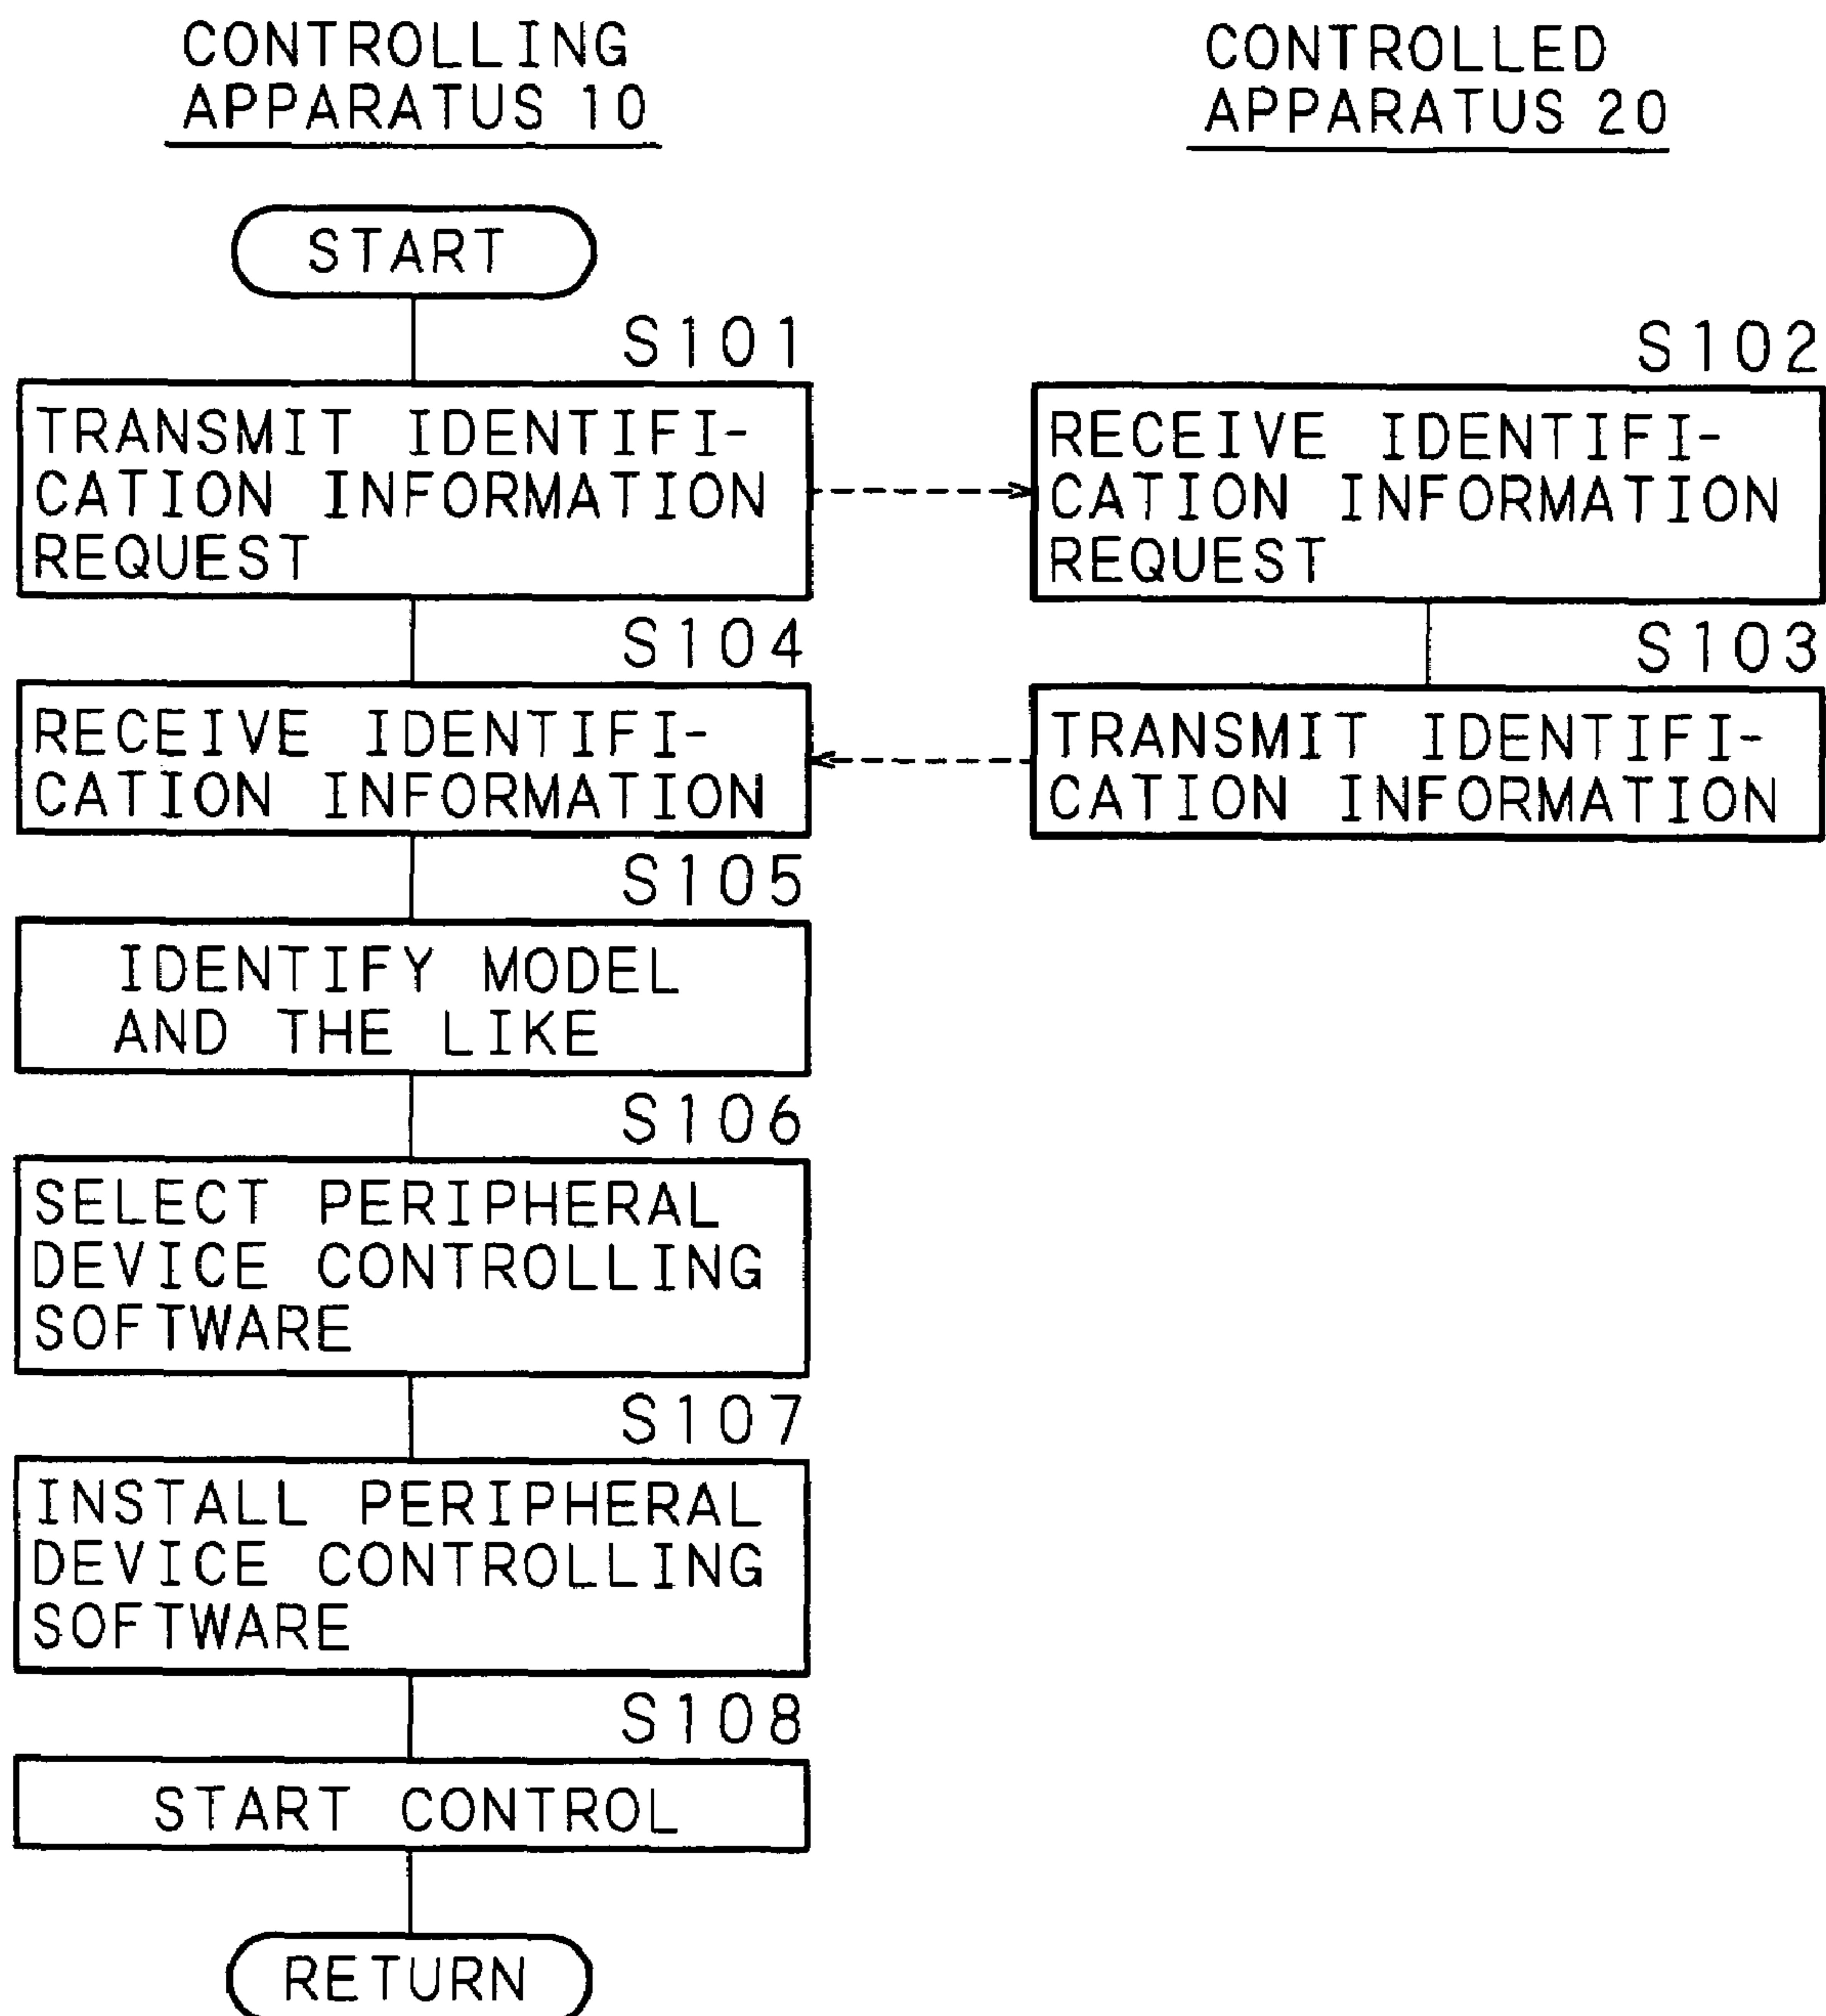 CONTROLLING
APPARATUS 10
CONTROLLED
APPARATUS 20
START
S101
TRANSMIT IDENTIFI-
CATION INFORMATION
REQUEST
S102
RECEIVE IDENTIFI-
CATION INFORMATION
REQUEST
S103
TRANSMIT IDENTIFI-
CATION INFORMATION
S104
RECEIVE IDENTIFI-
CATION INFORMATION
S105
IDENTIFY MODEL
AND THE LIKE
S106
SELECT PERIPHERAL
DEVICE CONTROLLING
SOFTWARE
S107
INSTALL PERIPHERAL
DEVICE CONTROLLING
SOFTWARE
S108
START CONTROL
RETURN